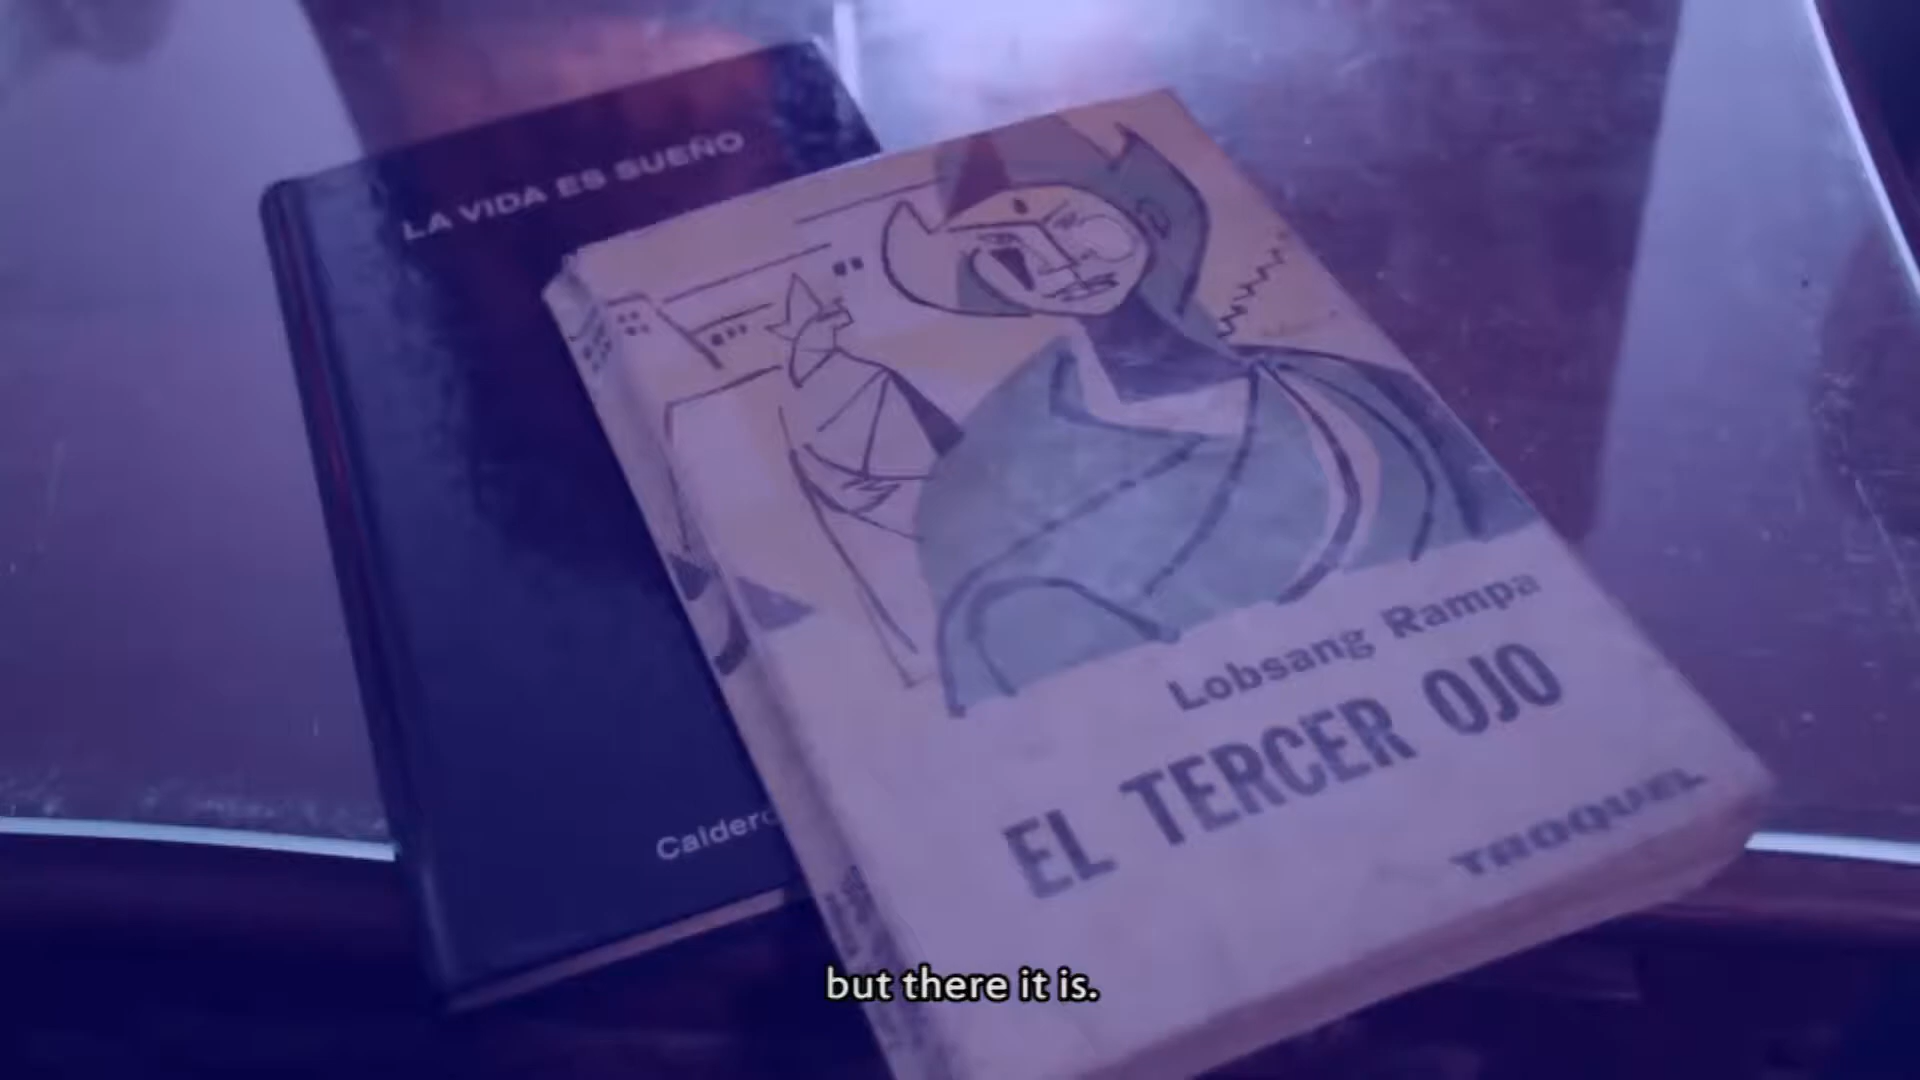 LA VIDA ES SUEÑO
Lobsang Rampa
EL TERCER OJO
TROQUEL
but there it is.